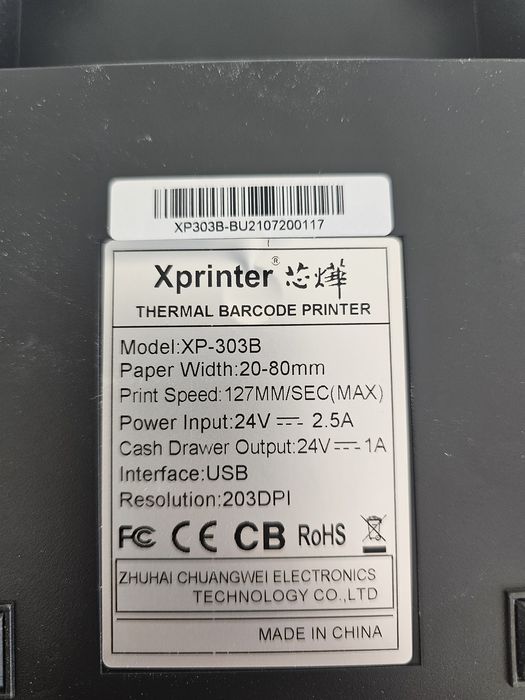 XP303B-BU2107200117
Xprinter® 芯烨
THERMAL BARCODE PRINTER
Model:XP-303B
Paper Width:20-80mm
Print Speed:127MM/SEC(MAX)
Power Input:24V⎓2.5A
Cash Drawer Output:24V⎓1A
Interface:USB
Resolution:203DPI
FC CE CB RoHS
ZHUHAI CHUANGWEI ELECTRONICS
TECHNOLOGY CO.,LTD
MADE IN CHINA